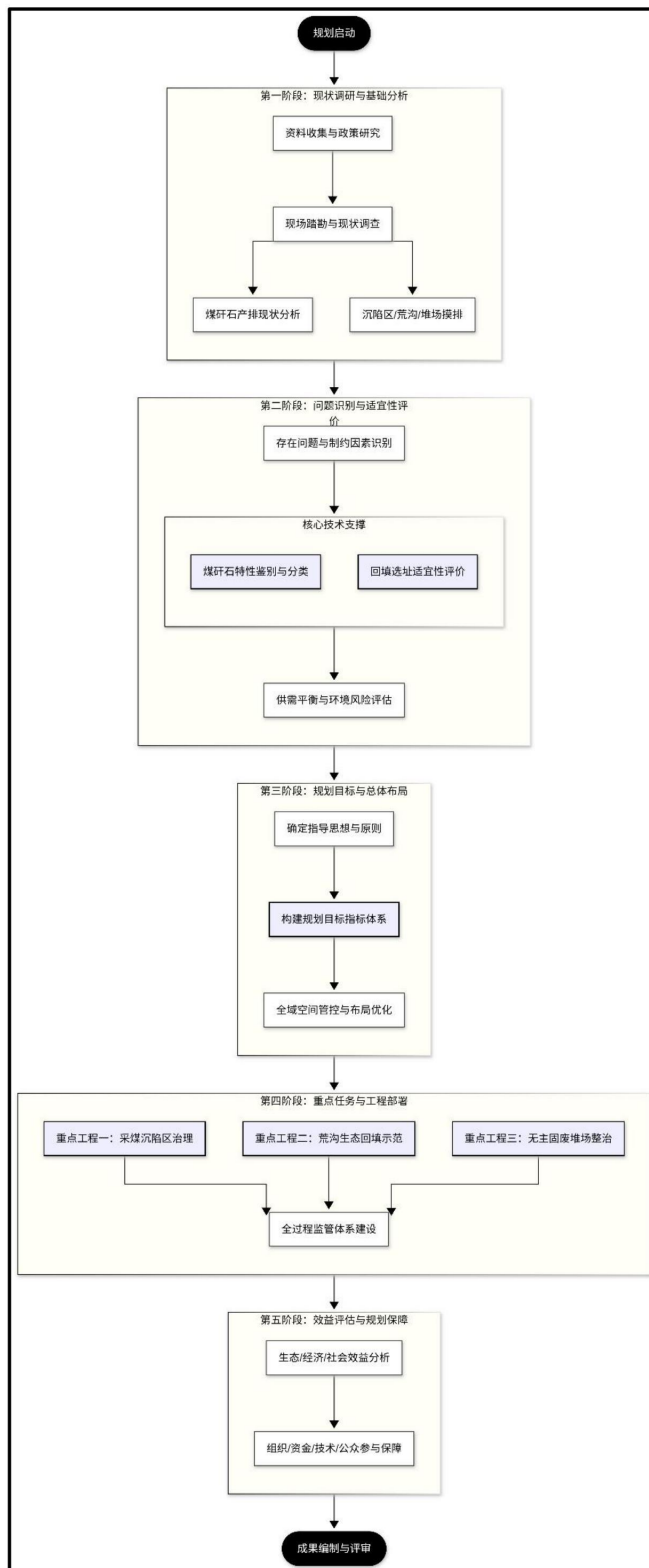 规划启动
第一阶段：现状调研与基础分析
资料收集与政策研究
现场踏勘与现状调查
煤矸石产排现状分析
沉陷区/荒沟/堆场摸排
第二阶段：问题识别与适宜性评
价
存在问题与制约因素识别
核心技术支撑
煤矸石特性鉴别与分类
回填选址适宜性评价
供需平衡与环境风险评估
第三阶段：规划目标与总体布局
确定指导思想与原则
构建规划目标指标体系
全域空间管控与布局优化
第四阶段：重点任务与工程部署
重点工程一：采煤沉陷区治理
重点工程二：荒沟生态回填示范
重点工程三：无主固废堆场整治
全过程监管体系建设
第五阶段：效益评估与规划保障
生态/经济/社会效益分析
组织/资金/技术/公众参与保障
成果编制与评审